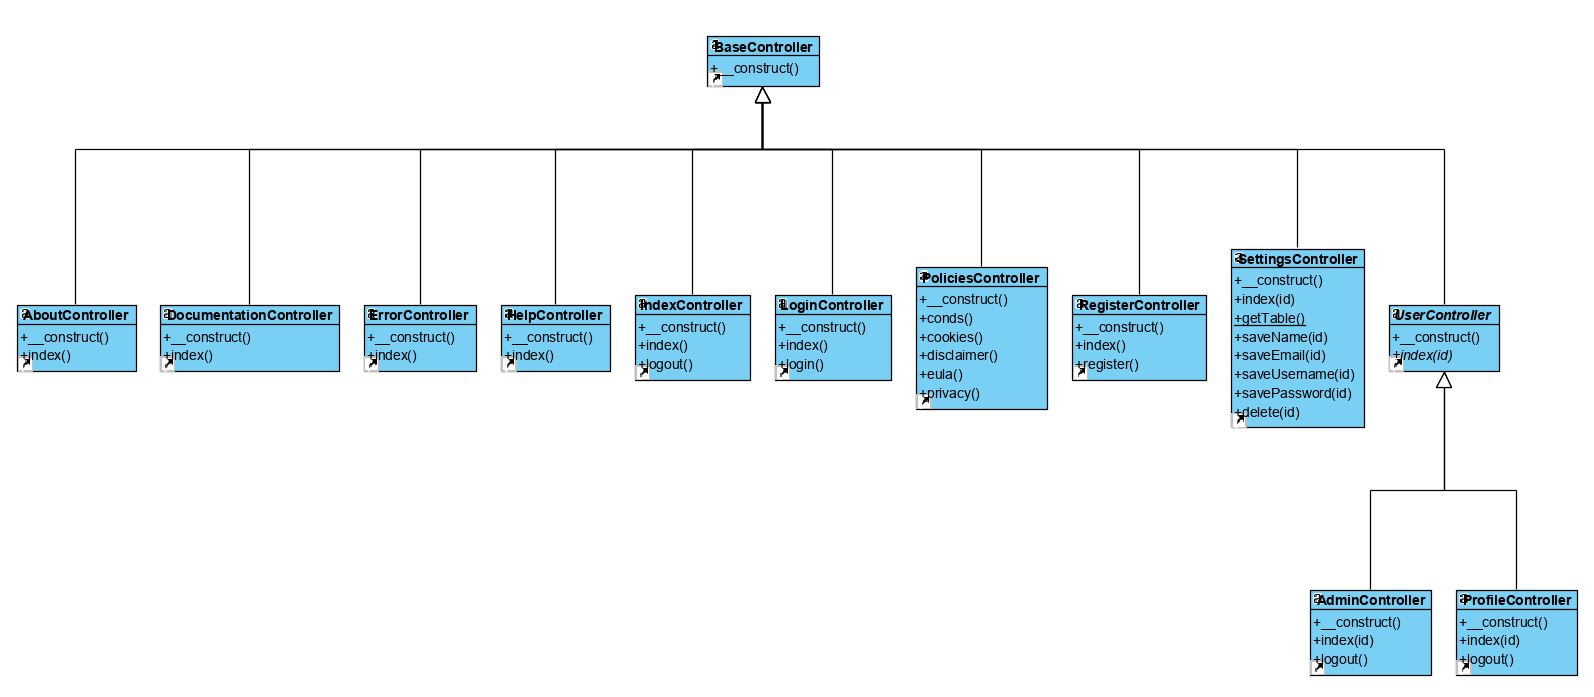 BaseController
+__construct()
AboutController
+__construct()
+index()
DocumentationController
+__construct()
+index()
ErrorController
+__construct()
+index()
HelpController
+__construct()
+index()
IndexController
+__construct()
+index()
+logout()
LoginController
+__construct()
+index()
+login()
PoliciesController
+__construct()
+conds()
+cookies()
+disclaimer()
+eula()
+privacy()
RegisterController
+__construct()
+index()
+register()
SettingsController
+__construct()
+index(id)
+getTable()
+saveName(id)
+saveEmail(id)
+saveUsername(id)
+savePassword(id)
+delete(id)
UserController
+__construct()
+index(id)
AdminController
+__construct()
+index(id)
+logout()
ProfileController
+__construct()
+index(id)
+logout()